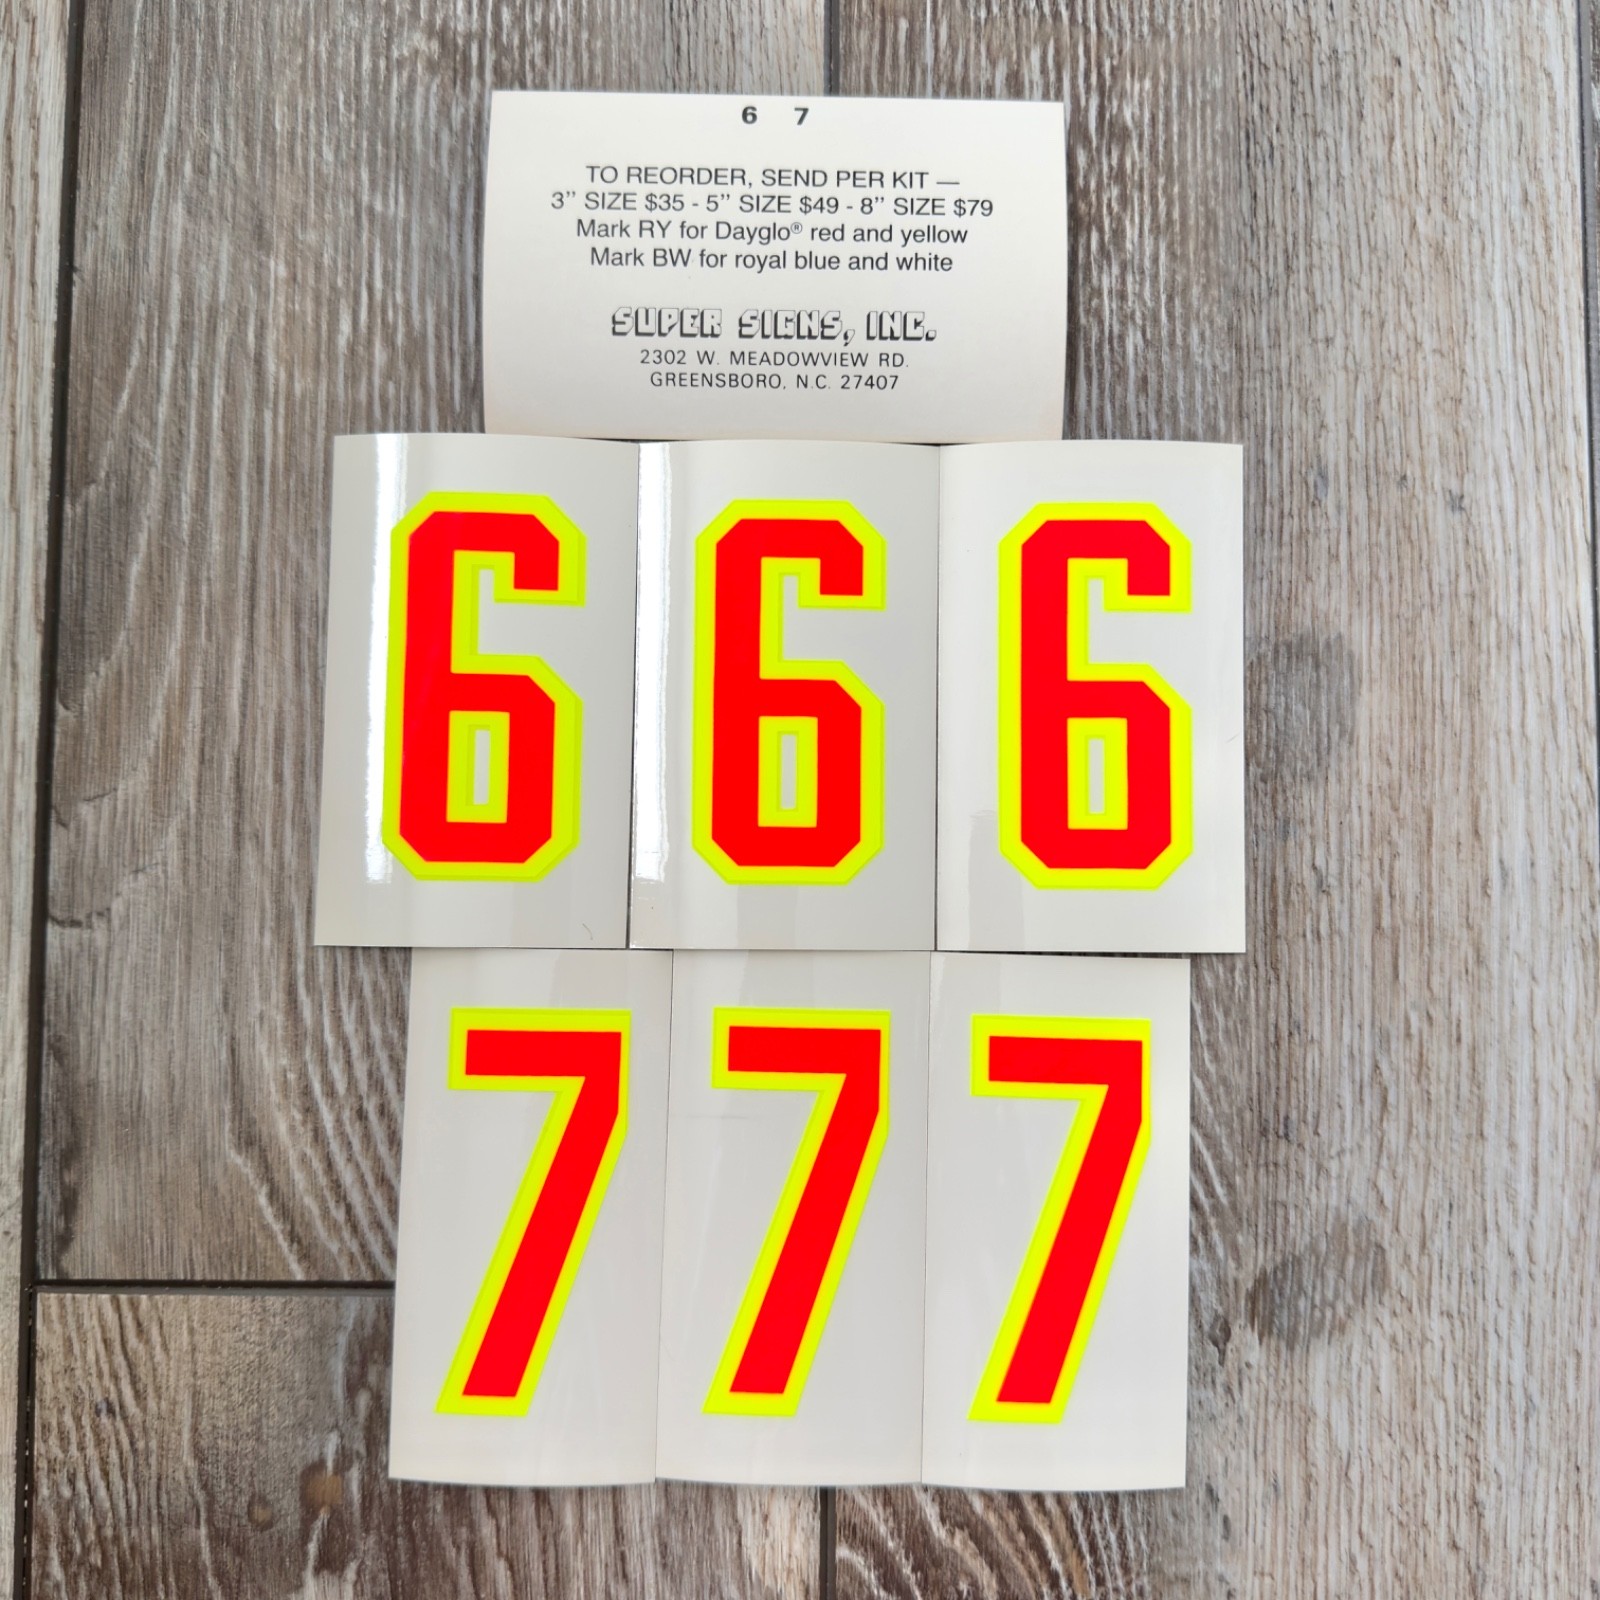 6 7
TO REORDER, SEND PER KIT —
3” SIZE $35 - 5” SIZE $49 - 8” SIZE $79
Mark RY for Dayglo® red and yellow
Mark BW for royal blue and white
SUPER SIGNS, INC.
2302 W. MEADOWVIEW RD.
GREENSBORO, N.C. 27407
6 6 6
7 7 7